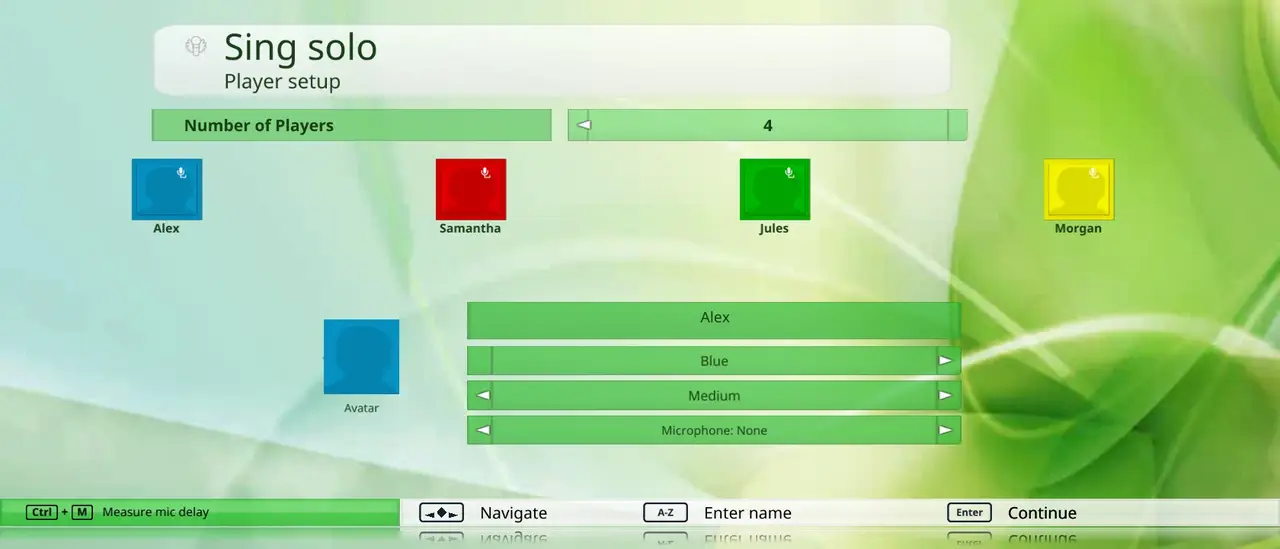 Sing solo
Player setup
Number of Players
4
Alex
Samantha
Jules
Morgan
Alex
Blue
Medium
Microphone: None
Avatar
Ctrl + M Measure mic delay
Navigate
A-Z Enter name
Enter Continue